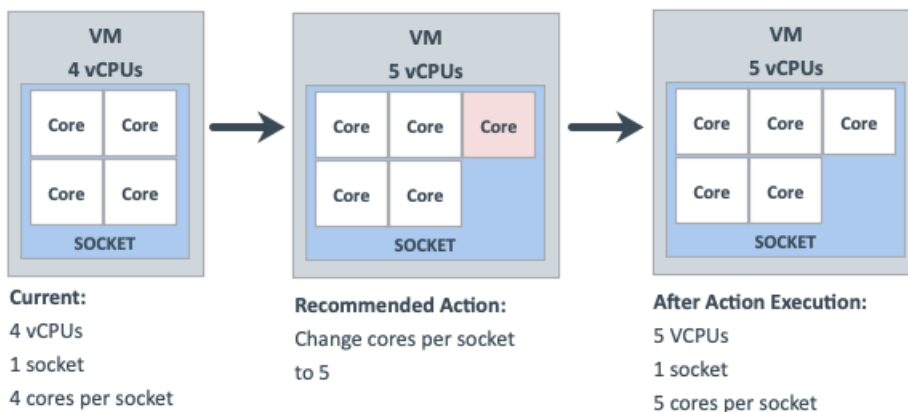 VM
4 vCPUs
Core Core
Core Core
SOCKET
Current:
4 vCPUs
1 socket
4 cores per socket
VM
5 vCPUs
Core Core Core
Core Core
SOCKET
Recommended Action:
Change cores per socket
to 5
VM
5 vCPUs
Core Core Core
Core Core
SOCKET
After Action Execution:
5 VCPUs
1 socket
5 cores per socket